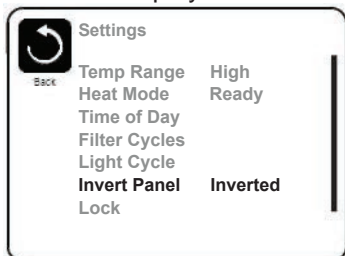 Settings
Back
Temp Range High
Heat Mode Ready
Time of Day
Filter Cycles
Light Cycle
Invert Panel Inverted
Lock